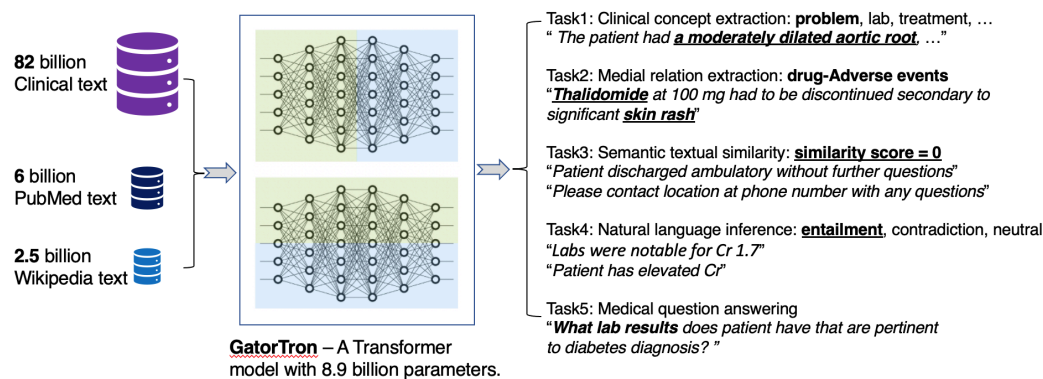 82 billion
Clinical text
6 billion
PubMed text
2.5 billion
Wikipedia text
GatorTron – A Transformer
model with 8.9 billion parameters.
Task1: Clinical concept extraction: problem, lab, treatment, …
“ The patient had a moderately dilated aortic root, …”
Task2: Medial relation extraction: drug-Adverse events
“Thalidomide at 100 mg had to be discontinued secondary to
significant skin rash”
Task3: Semantic textual similarity: similarity score = 0
“Patient discharged ambulatory without further questions”
“Please contact location at phone number with any questions”
Task4: Natural language inference: entailment, contradiction, neutral
“Labs were notable for Cr 1.7”
“Patient has elevated Cr”
Task5: Medical question answering
“What lab results does patient have that are pertinent
to diabetes diagnosis? ”